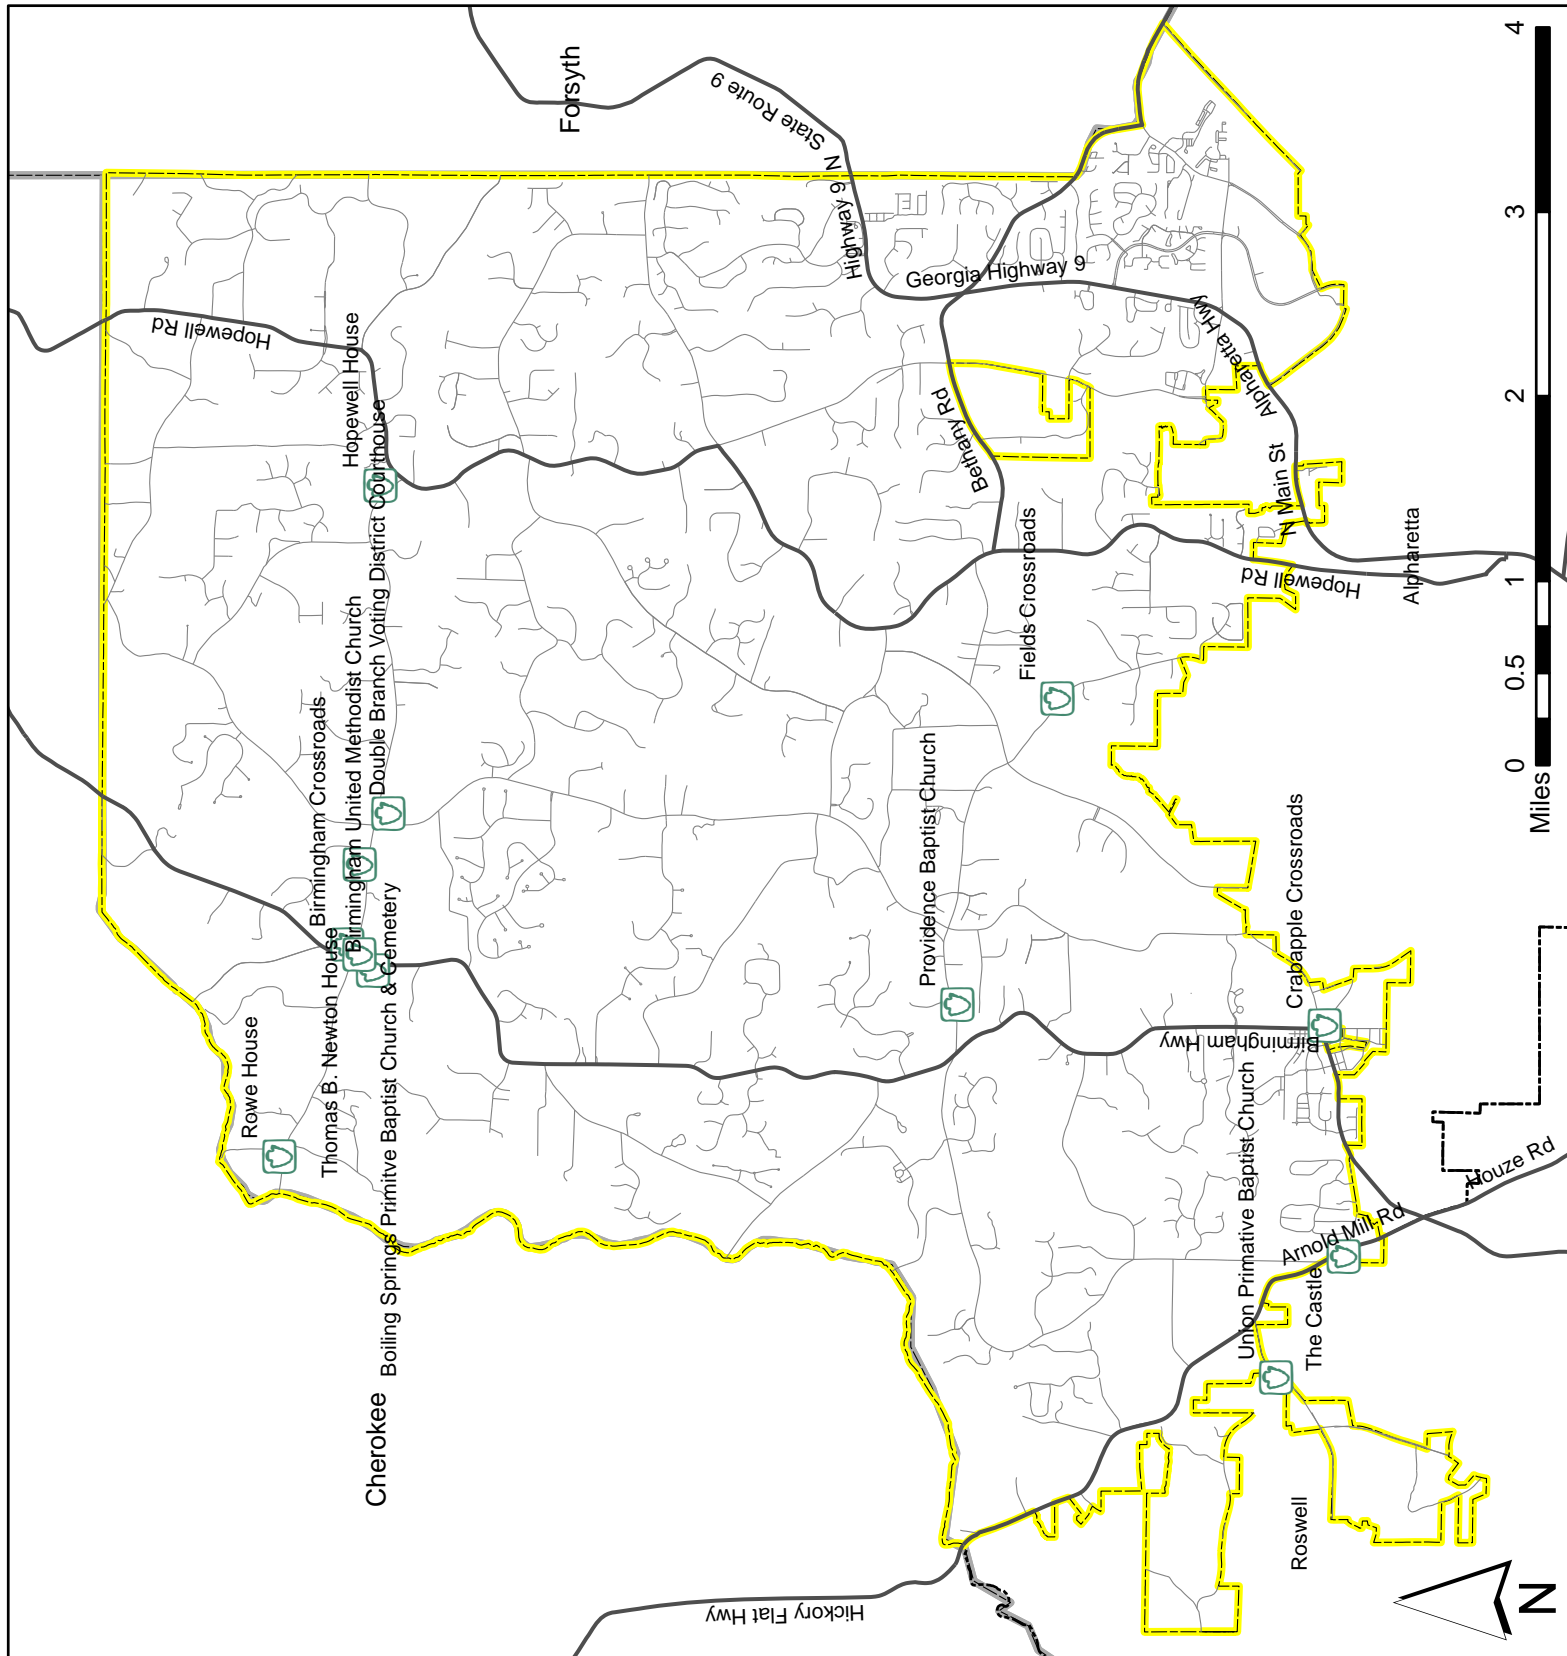 Forsyth
State Route 9
Highway 9 N
Georgia Highway 9
Hopewell Rd
Hopewell House
Double Branch Voting District Courthouse
Birmingham United Methodist Church
Birmingham Crossroads
Thomas B. Newton House
Boiling Springs Primitve Baptist Church & Cemetery
Rowe House
Cherokee
Bethany Rd
Alpharetta Hwy
N Main St
Hopewell Rd
Alpharetta
Fields Crossroads
Providence Baptist Church
Crabapple Crossroads
Birmingham Hwy
Union Primative Baptist Church
Arnold Mill Rd
Houze Rd
The Castle
Roswell
Hickory Flat Hwy
0 0.5 1 2 3 4
Miles
N